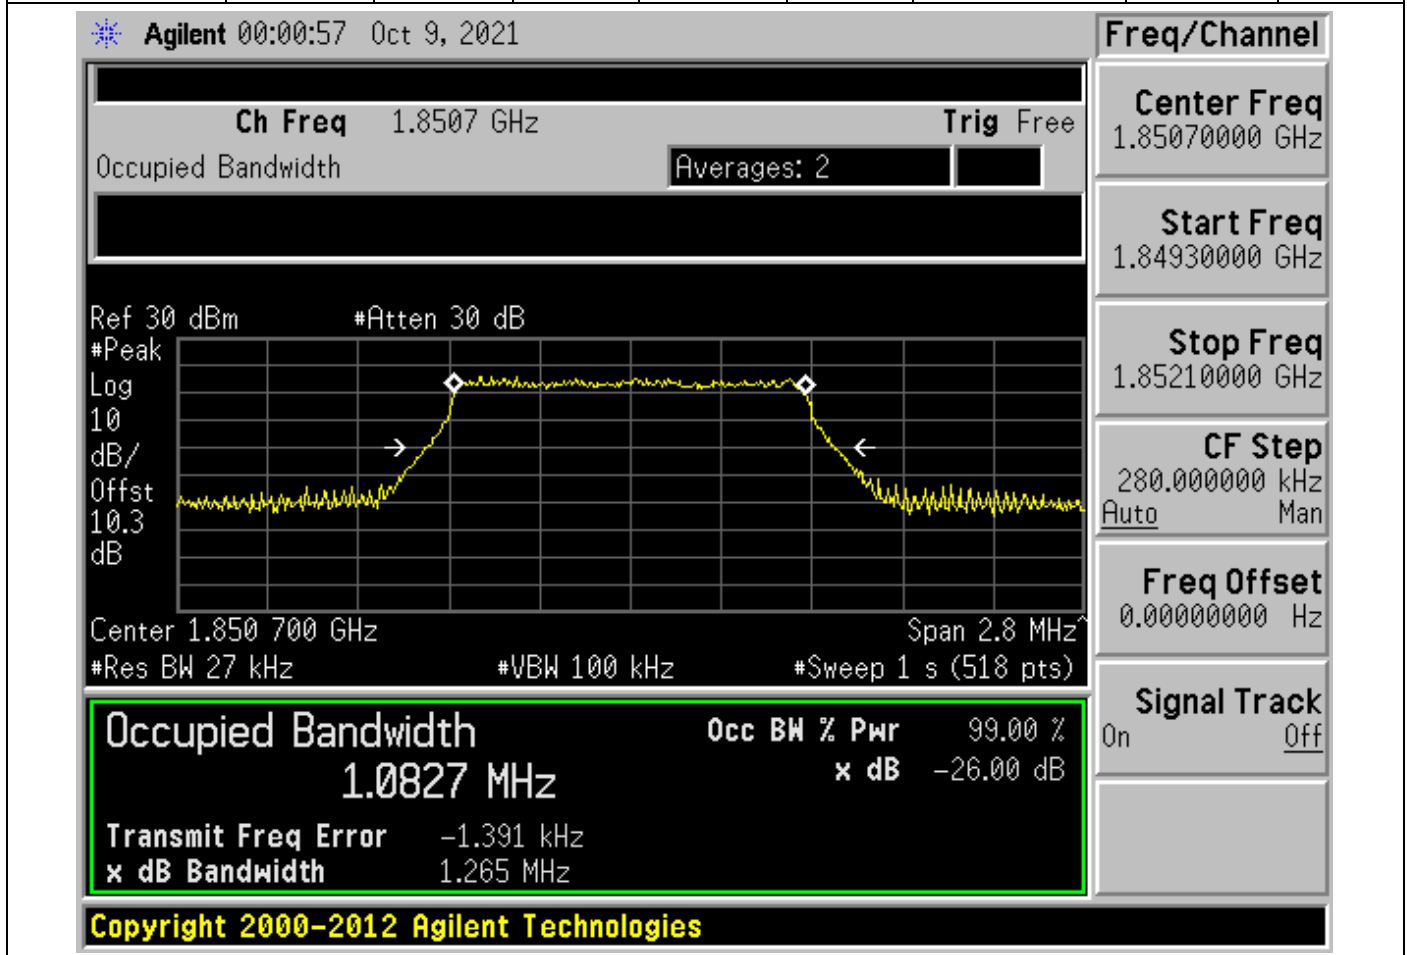 Agilent 00:00:57 Oct 9, 2021
Freq/Channel
Ch Freq 1.8507 GHz Trig Free
Occupied Bandwidth Averages: 2
Center Freq
1.85070000 GHz
Start Freq
1.84930000 GHz
Stop Freq
1.85210000 GHz
CF Step
280.000000 kHz
Auto Man
Freq Offset
0.00000000 Hz
Signal Track
On Off
Ref 30 dBm #Atten 30 dB
#Peak
Log
10
dB/
Offst
10.3
dB
Center 1.850 700 GHz Span 2.8 MHz^
#Res BW 27 kHz #VBW 100 kHz #Sweep 1 s (518 pts)
Occupied Bandwidth Occ BW % Pwr 99.00 %
1.0827 MHz x dB -26.00 dB
Transmit Freq Error -1.391 kHz
x dB Bandwidth 1.265 MHz
Copyright 2000-2012 Agilent Technologies